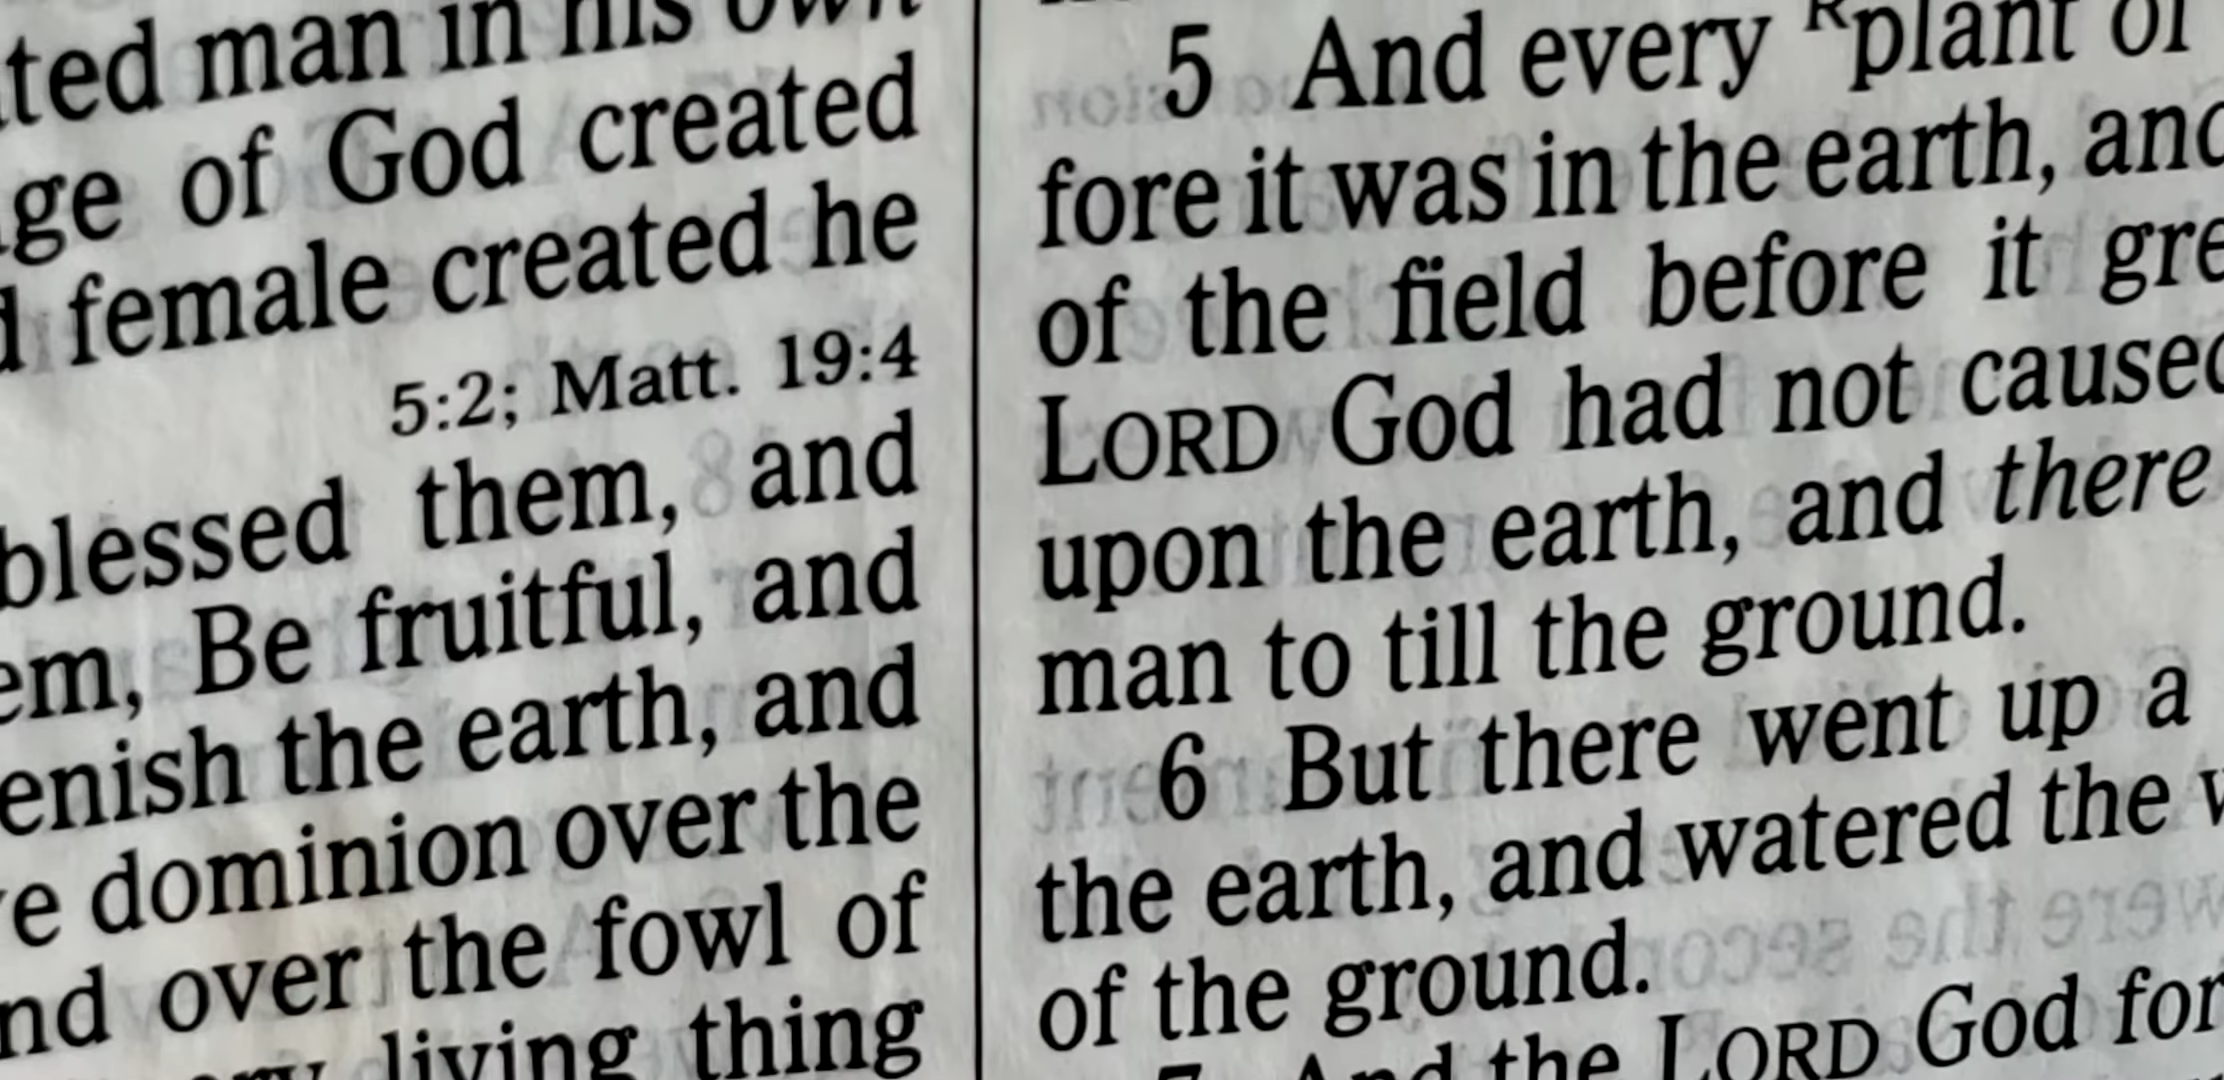 ted man in his own
ge of God created
female created he
5:2; Matt. 19:4
blessed them, and
em, Be fruitful, and
enish the earth, and
e dominion over the
nd over the fowl of
living thing
5 And every Rplant of
fore it was in the earth, and
of the field before it gre
LORD God had not caused
upon the earth, and there
man to till the ground.
6 But there went up a
the earth, and watered the w
of the ground.
7 And the LORD God for